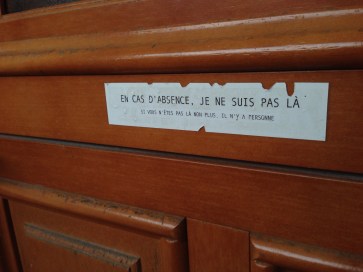 EN CAS D'ABSENCE, JE NE SUIS PAS LÀ
SI VOUS N'ÊTES PAS LÀ NON PLUS, IL N'Y A PERSONNE